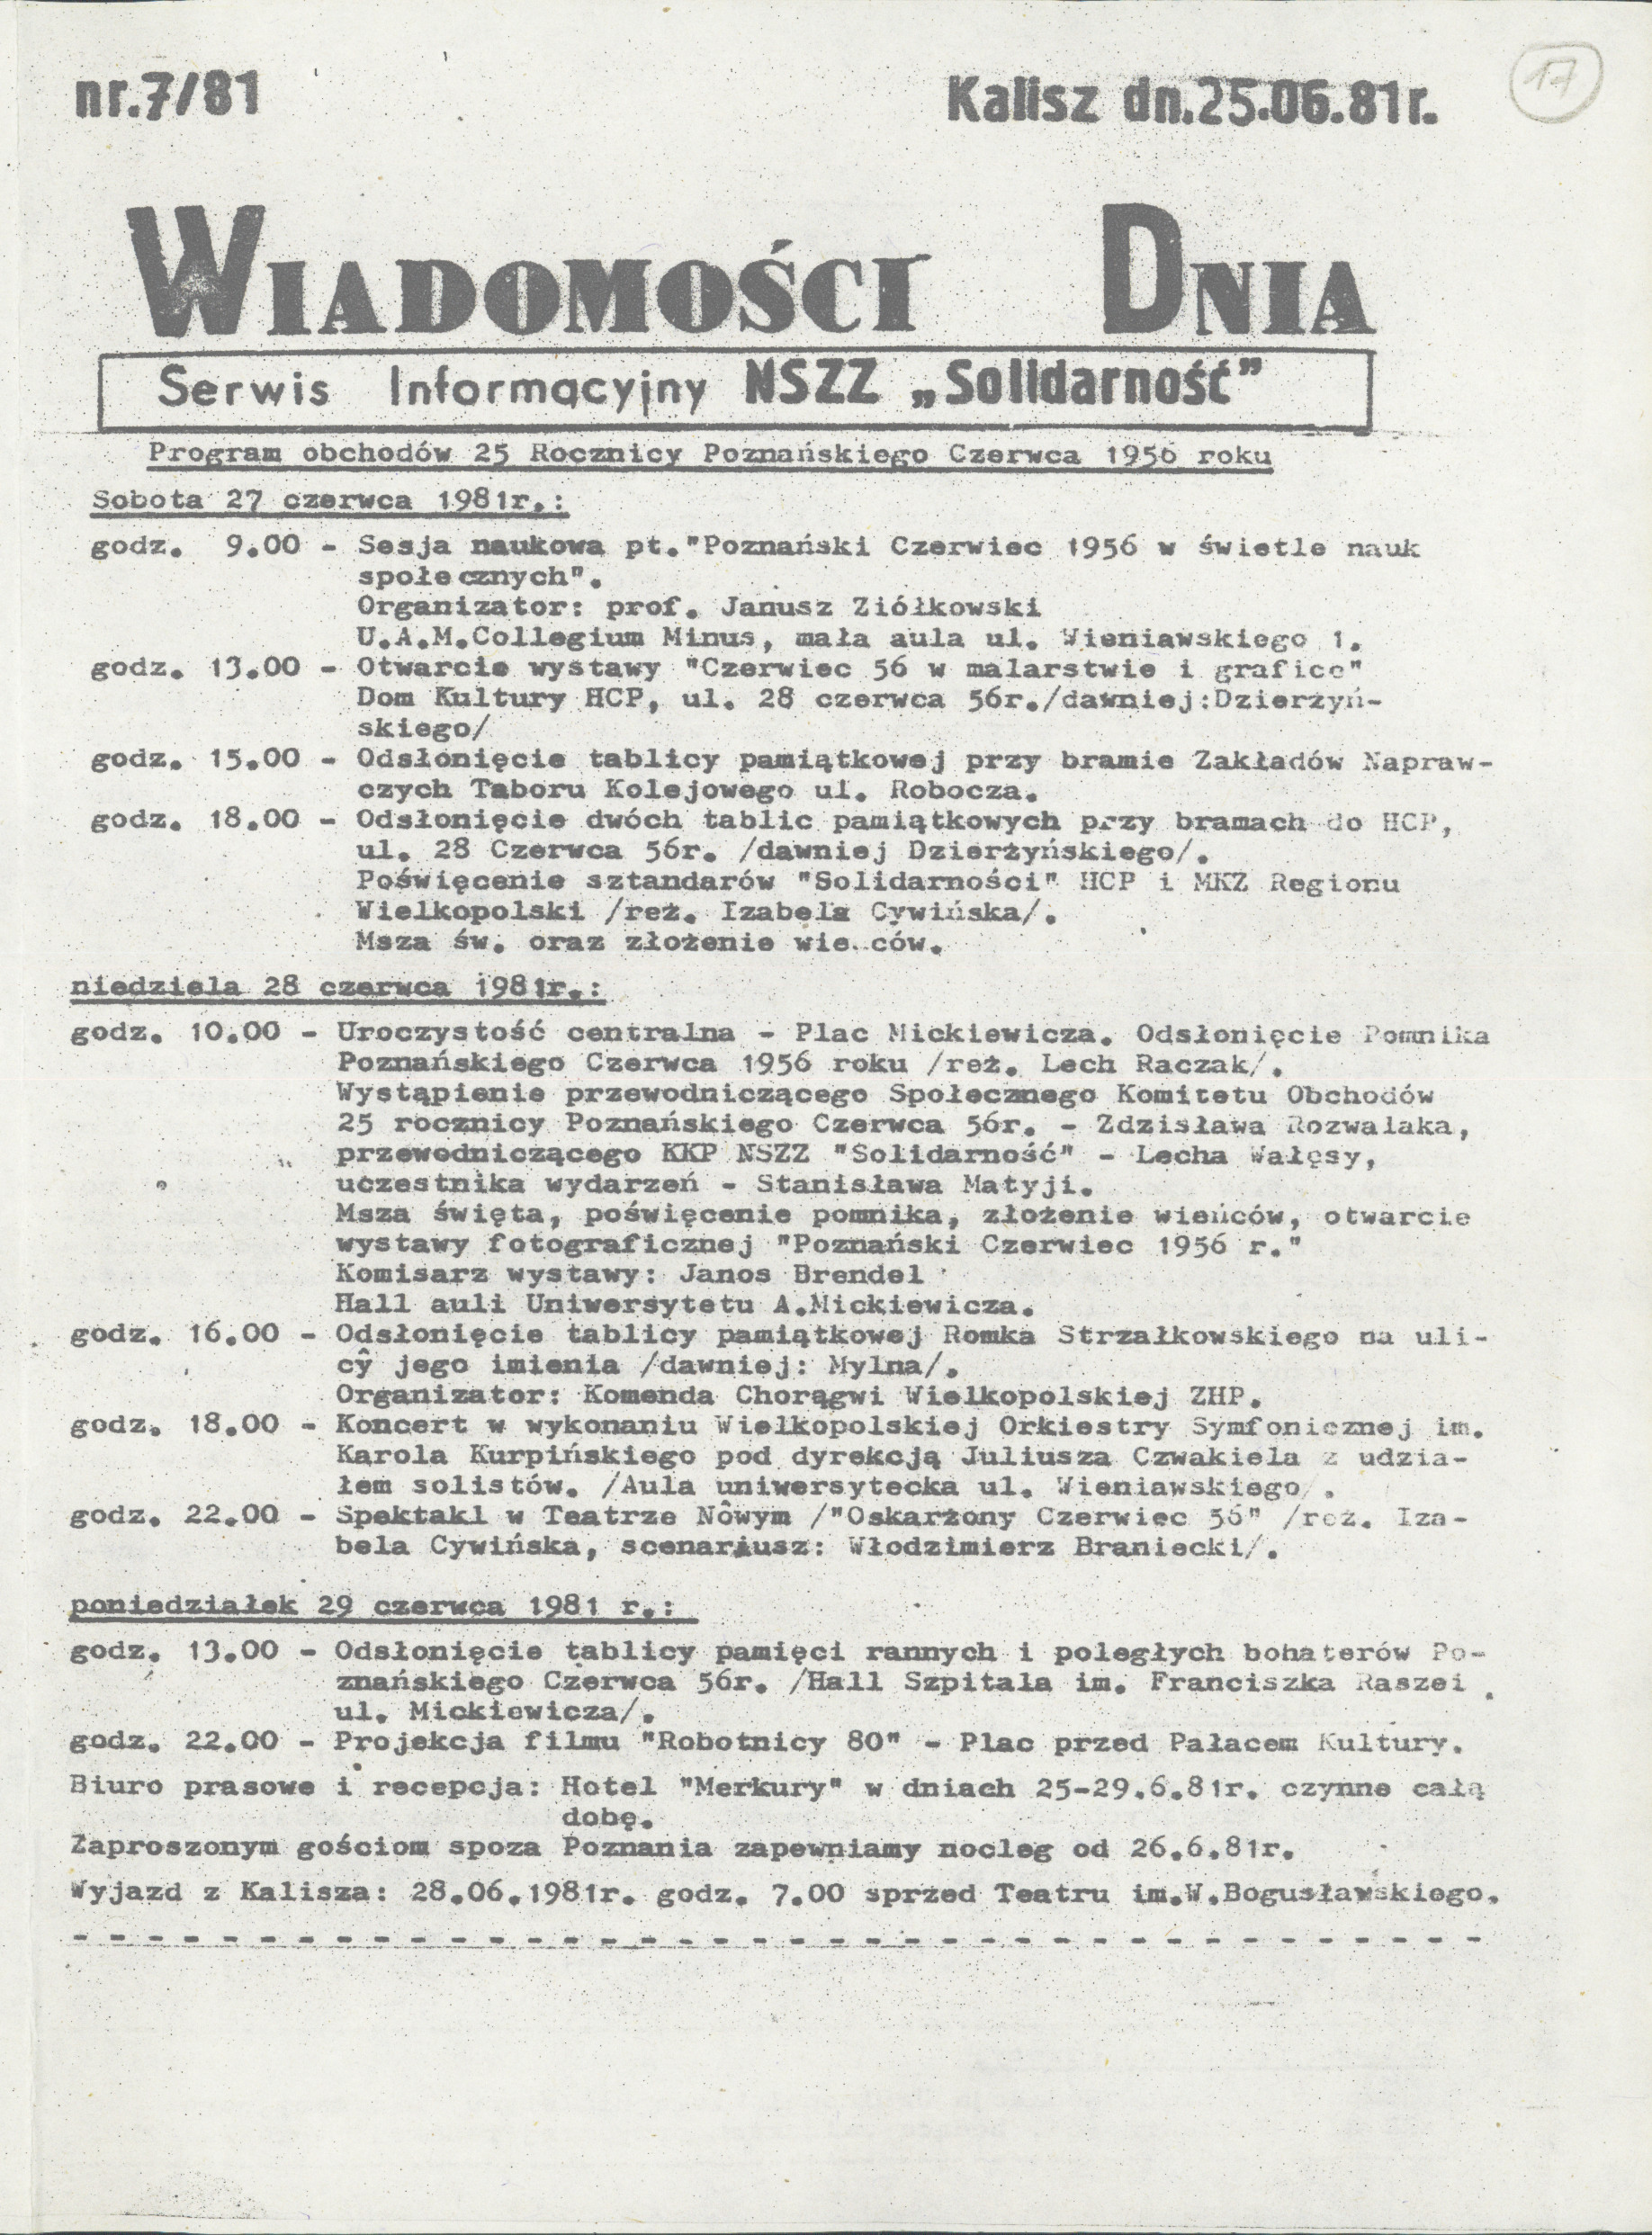 nr.7/81
Kalisz dn.25.06.81r.
17
WIADOMOŚCI DNIA
Serwis Informacyjny NSZZ „Solidarność”
Program obchodów 25 Rocznicy Poznańskiego Czerwca 1956 roku
Sobota 27 czerwca 1981r.:
godz. 9.00 - Sesja naukowa pt."Poznański Czerwiec 1956 w świetle nauk
społecznych".
Organizator: prof. Janusz Ziółkowski
U.A.M.Collegium Minus, mała aula ul. Wieniawskiego 1.
godz. 13.00 - Otwarcie wystawy "Czerwiec 56 w malarstwie i grafice"
Dom Kultury HCP, ul. 28 czerwca 56r./dawniej:Dzierżyń-
skiego/
godz. 15.00 - Odsłonięcie tablicy pamiątkowej przy bramie Zakładów Napraw-
czych Taboru Kolejowego ul. Robocza.
godz. 18.00 - Odsłonięcie dwóch tablic pamiątkowych przy bramach do HCP,
ul. 28 Czerwca 56r. /dawniej Dzierżyńskiego/.
Poświęcenie sztandarów "Solidarności" HCP i MKZ Regionu
Wielkopolski /reż. Izabela Cywińska/.
Msza św. oraz złożenie wie ców.
niedziela 28 czerwca 1981r.:
godz. 10.00 - Uroczystość centralna - Plac Mickiewicza. Odsłonięcie Pomnika
Poznańskiego Czerwca 1956 roku /reż. Lech Raczak/.
Wystąpienie przewodniczącego Społecznego Komitetu Obchodów
25 rocznicy Poznańskiego Czerwca 56r. - Zdzisława Rozwalaka,
przewodniczącego KKP NSZZ "Solidarność" - Lecha Wałęsy,
uczestnika wydarzeń - Stanisława Matyji.
Msza święta, poświęcenie pomnika, złożenie wieńców, otwarcie
wystawy fotograficznej "Poznański Czerwiec 1956 r."
Komisarz wystawy: Janos Brendel
Hall auli Uniwersytetu A.Mickiewicza.
godz. 16.00 - Odsłonięcie tablicy pamiątkowej Romka Strzałkowskiego na uli-
cŷ jego imienia /dawniej: Mylna/.
Organizator: Komenda Chorągwi Wielkopolskiej ZHP.
godz. 18.00 - Koncert w wykonaniu Wielkopolskiej Orkiestry Symfonicznej im.
Karola Kurpińskiego pod dyrekcją Juliusza Czwakiela z udzia-
łem solistów. /Aula uniwersytecka ul. Wieniawskiego/.
godz. 22.00 - Spektakl w Teatrze Nôwym /"Oskarżony Czerwiec 56" /reż. Iza-
bela Cywińska, scenariusz: Włodzimierz Braniecki/.
poniedziałek 29 czerwca 1981 r.:
godz. 13.00 - Odsłonięcie tablicy pamięci rannych i poległych bohaterów Po-
znańskiego Czerwca 56r. /Hall Szpitala im. Franciszka Raszei
ul. Mickiewicza/.
godz. 22.00 - Projekcja filmu "Robotnicy 80" - Plac przed Pałacem Kultury.
Biuro prasowe i recepcja: Hotel "Merkury" w dniach 25-29.6.81r. czynne całą
dobę.
Zaproszonym gościom spoza Poznania zapewniamy nocleg od 26.6.81r.
Wyjazd z Kalisza: 28.06.1981r. godz. 7.00 sprzed Teatru im.W.Bogusławskiego.